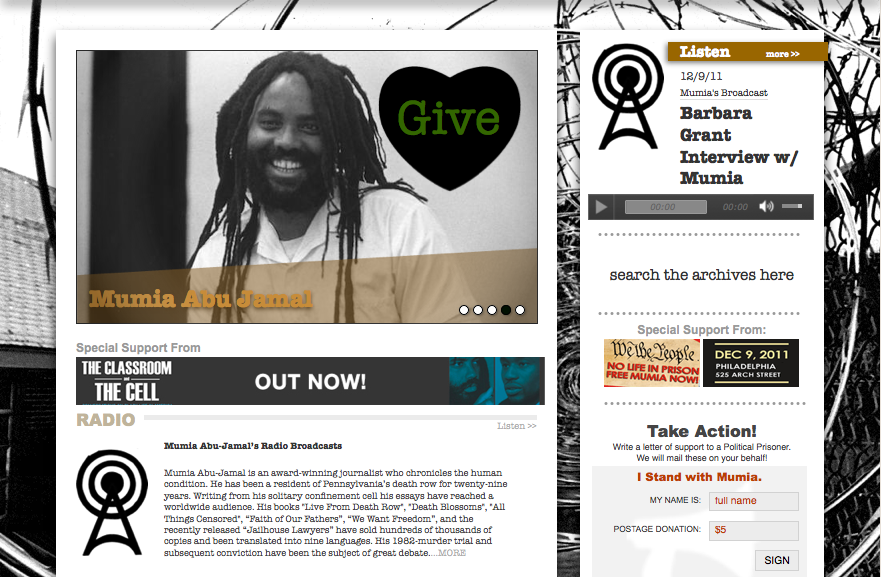 Give
Mumia Abu Jamal
Special Support From
THE CLASSROOM
THE CELL
OUT NOW!
RADIO
Listen >>
Mumia Abu-Jamal's Radio Broadcasts
Mumia Abu-Jamal is an award-winning journalist who chronicles the human
condition. He has been a resident of Pennsylvania's death row for twenty-nine
years. Writing from his solitary confinement cell his essays have reached a
worldwide audience. His books "Live From Death Row", "Death Blossoms", "All
Things Censored", "Faith of Our Fathers", "We Want Freedom", and the
recently released "Jailhouse Lawyers" have sold hundreds of thousands of
copies and been translated into nine languages. His 1982-murder trial and
subsequent conviction have been the subject of great debate....MORE
Listen more >>
12/9/11
Mumia's Broadcast
Barbara
Grant
Interview w/
Mumia
00:00 00:00
search the archives here
Special Support From:
We the People
NO LIFE IN PRISON
FREE MUMIA NOW!
DEC 9, 2011
PHILADELPHIA
525 ARCH STREET
Take Action!
Write a letter of support to a Political Prisoner.
We will mail these on your behalf!
I Stand with Mumia.
MY NAME IS: full name
POSTAGE DONATION: $5
SIGN